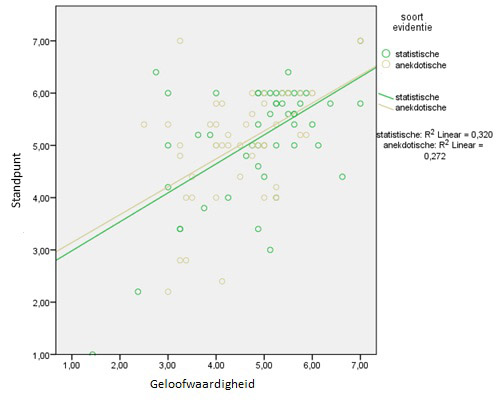 soort
evidentie
statistische
anekdotische
statistische
anekdotische
statistische: R² Linear = 0,320
anekdotische: R² Linear =
0,272
7,00
6,00
5,00
4,00
3,00
2,00
1,00
Standpunt
1,00 2,00 3,00 4,00 5,00 6,00 7,00
Geloofwaardigheid